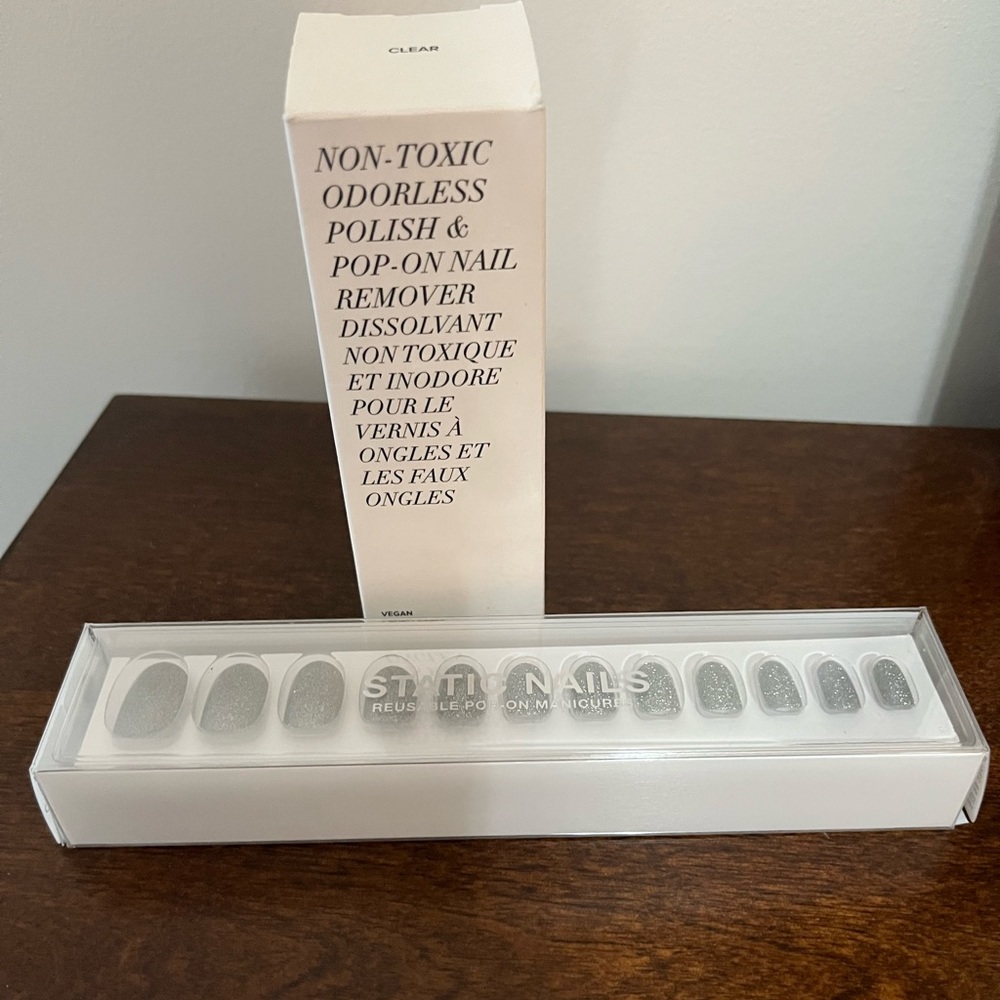 CLEAR
NON-TOXIC
ODORLESS
POLISH &
POP-ON NAIL
REMOVER
DISSOLVANT
NON TOXIQUE
ET INODORE
POUR LE
VERNIS À
ONGLES ET
LES FAUX
ONGLES
VEGAN
STATIC NAILS
REUSABLE POP-ON MANICURES